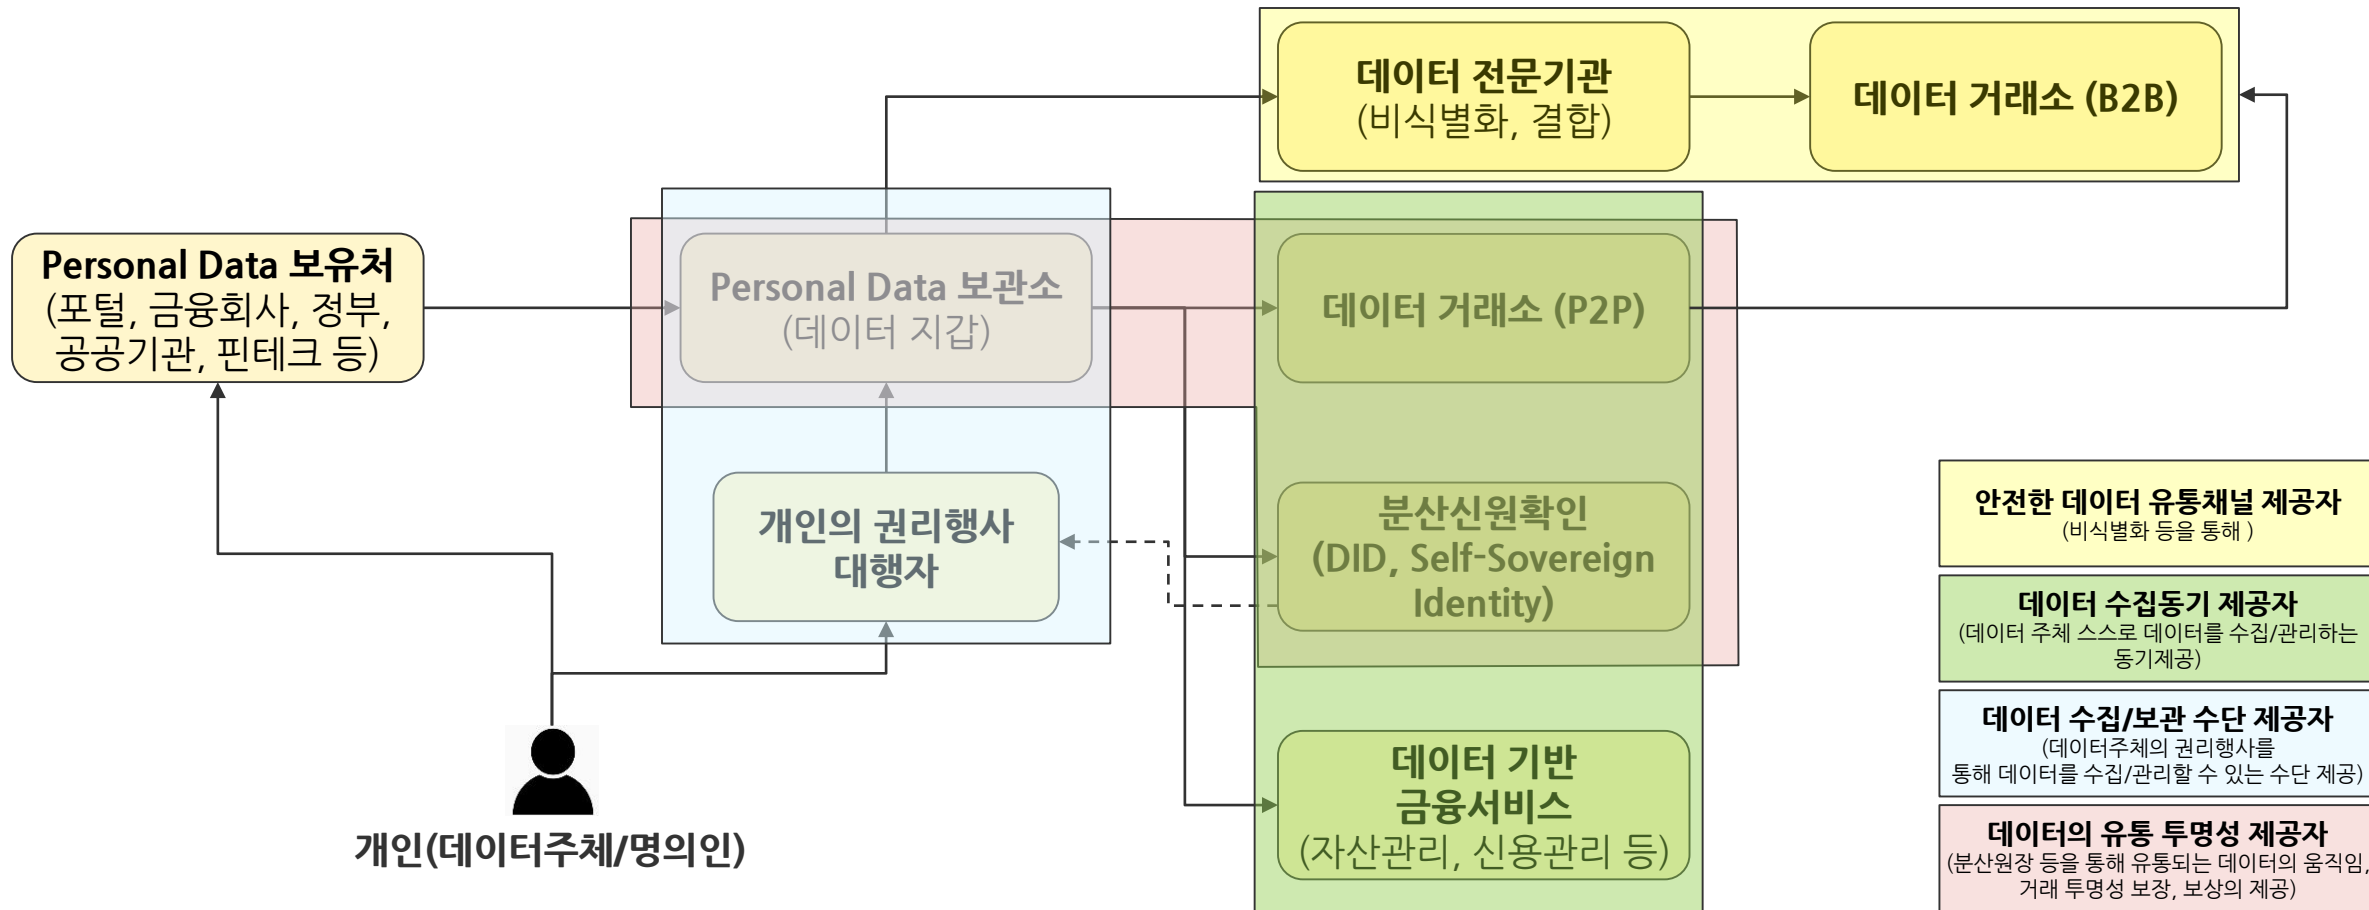 데이터 전문기관
(비식별화, 결합)
데이터 거래소 (B2B)
Personal Data 보유처
(포털, 금융회사, 정부,
공공기관, 핀테크 등)
Personal Data 보관소
(데이터 지갑)
데이터 거래소 (P2P)
개인의 권리행사
대행자
분산신원확인
(DID, Self-Sovereign
Identity)
데이터 기반
금융서비스
(자산관리, 신용관리 등)
개인(데이터주체/명의인)
안전한 데이터 유통채널 제공자
(비식별화 등을 통해 )
데이터 수집동기 제공자
(데이터 주체 스스로 데이터를 수집/관리하는
동기제공)
데이터 수집/보관 수단 제공자
(데이터주체의 권리행사를
통해 데이터를 수집/관리할 수 있는 수단 제공)
데이터의 유통 투명성 제공자
(분산원장 등을 통해 유통되는 데이터의 움직임,
거래 투명성 보장, 보상의 제공)